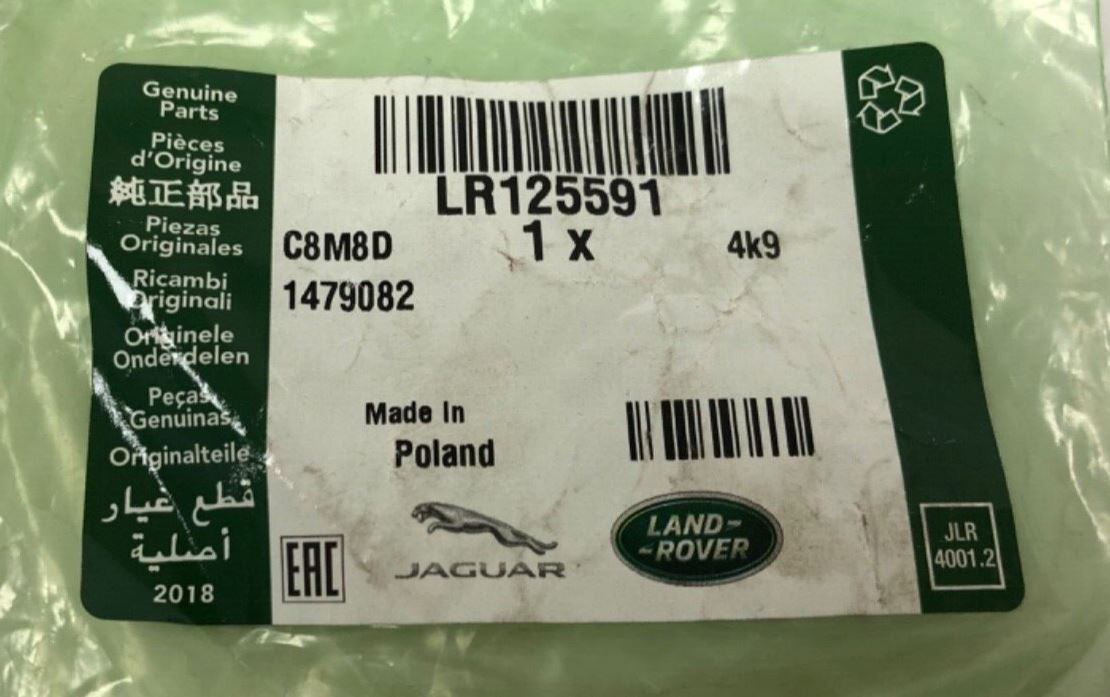 Genuine
Parts
Pièces
d'Origine
純正部品
Piezas
Originales
Ricambi
Originali
Originele
Onderdelen
Peças
Genuinas
Originalteile
قطع غيار
أصلية
2018
LR125591
C8M8D 1 x 4k9
1479082
Made In
Poland
EAC
JAGUAR
LAND-
-ROVER
JLR
4001.2